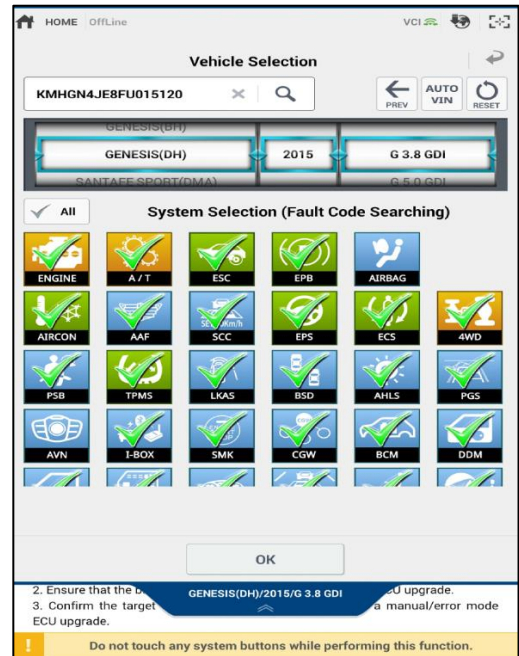 HOME OffLine VCI
Vehicle Selection
KMHGN4JE8FU015120
PREV AUTO VIN RESET
GENESIS(BH)
GENESIS(DH) 2015 G 3.8 GDI
SANTAFE SPORT(DMA) G 5.0 GDI
All System Selection (Fault Code Searching)
ENGINE A / T ESC EPB AIRBAG
AIRCON AAF SCC EPS ECS 4WD
PSB TPMS LKAS BSD AHLS PGS
AVN I-BOX SMK CGW BCM DDM
OK
2. Ensure that the GENESIS(DH)/2015/G 3.8 GDI upgrade.
3. Confirm the target a manual/error mode
ECU upgrade.
! Do not touch any system buttons while performing this function.